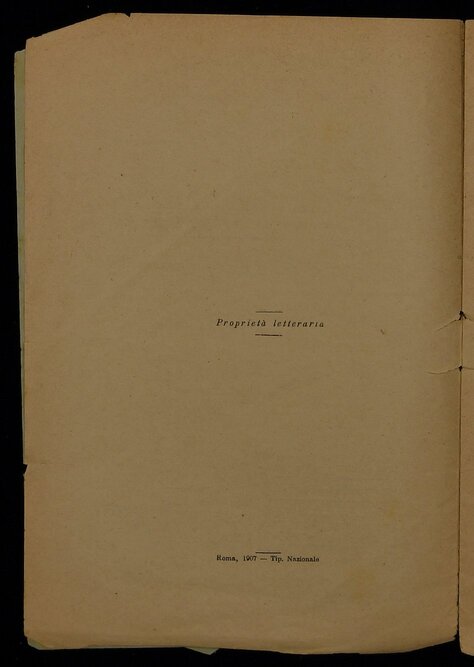 Proprietà letteraria
Roma, 1907 — Tip. Nazionale